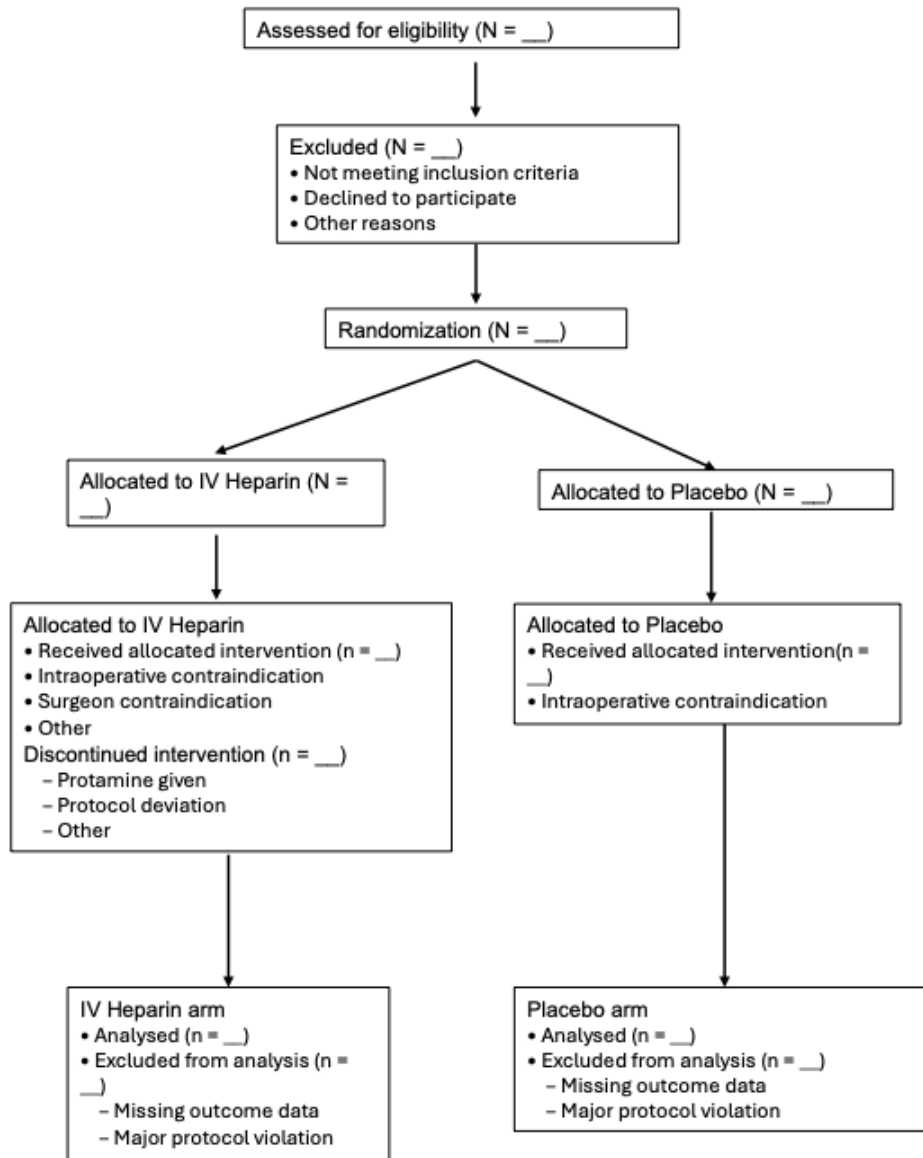 Assessed for eligibility (N = __)
Excluded (N = __)
• Not meeting inclusion criteria
• Declined to participate
• Other reasons
Randomization (N = __)
Allocated to IV Heparin (N =
__)
Allocated to Placebo (N = __)
Allocated to IV Heparin
• Received allocated intervention (n = __)
• Intraoperative contraindication
• Surgeon contraindication
• Other
Discontinued intervention (n = __)
– Protamine given
– Protocol deviation
– Other
Allocated to Placebo
• Received allocated intervention(n =
__)
• Intraoperative contraindication
IV Heparin arm
• Analysed (n = __)
• Excluded from analysis (n =
__)
– Missing outcome data
– Major protocol violation
Placebo arm
• Analysed (n = __)
• Excluded from analysis (n = __)
– Missing outcome data
– Major protocol violation